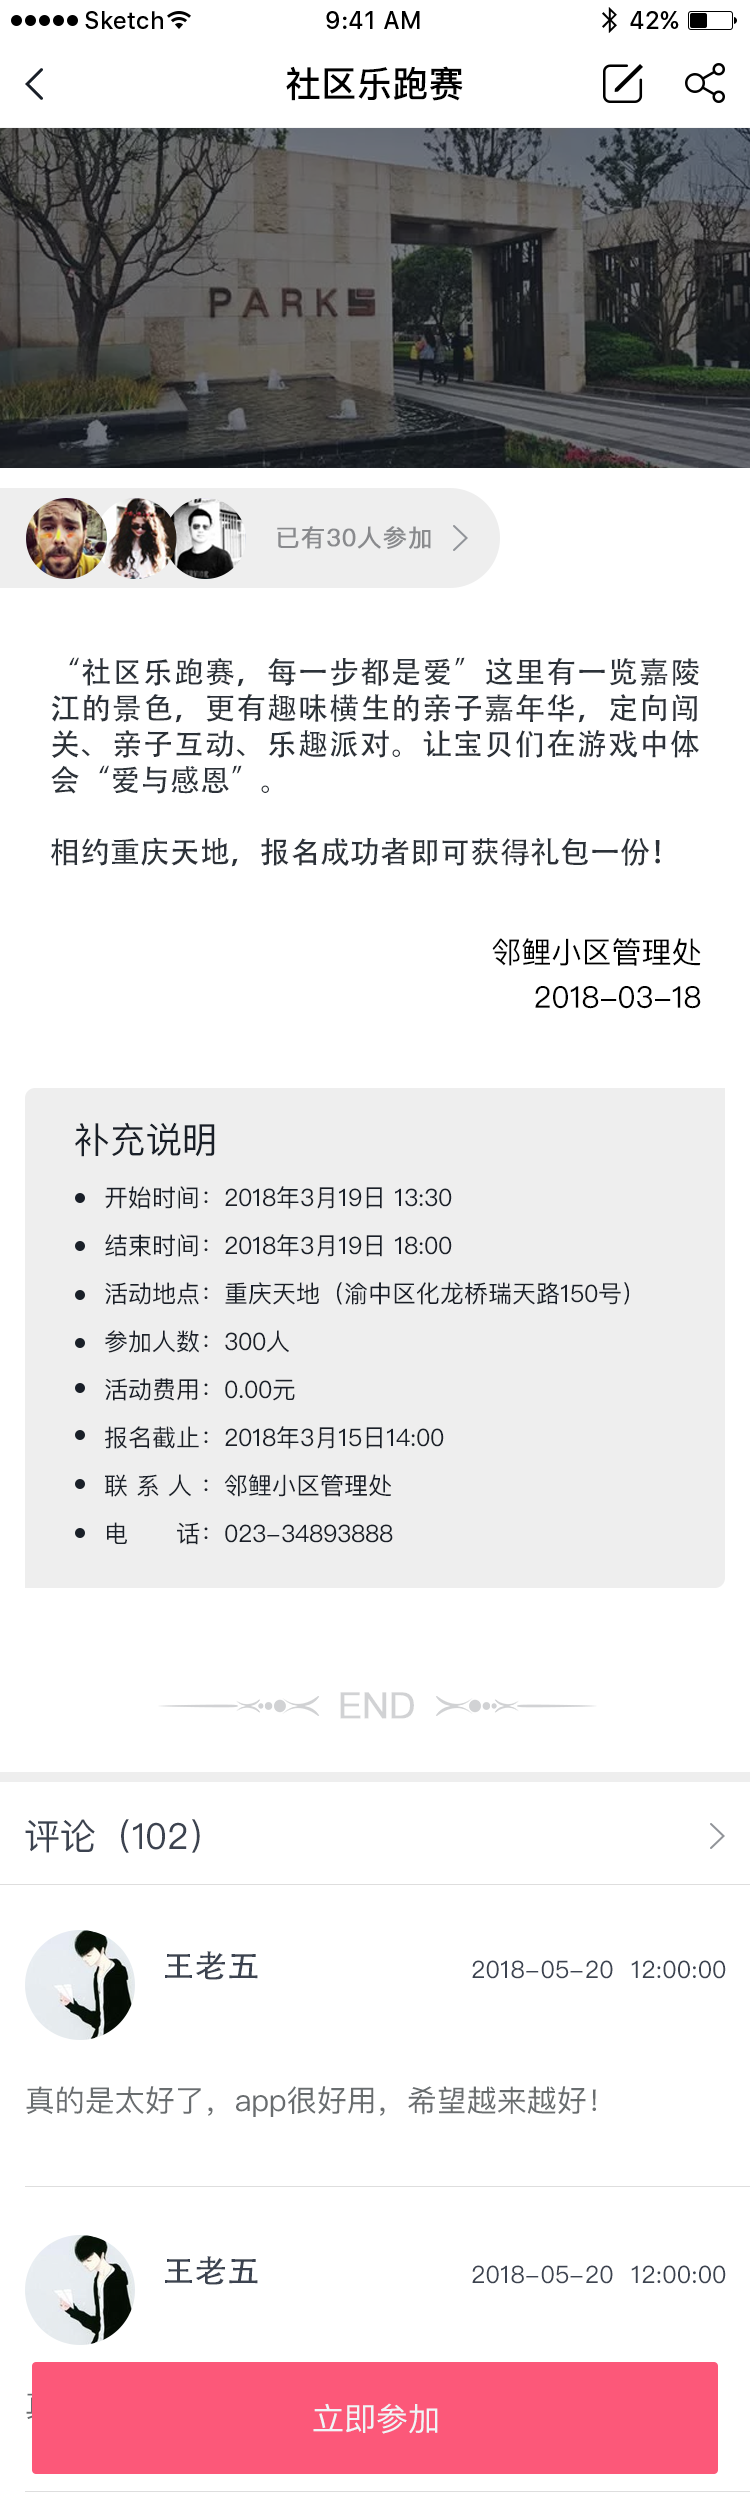 Sketch 9:41 AM 42%
社区乐跑赛
PARK
已有30人参加
“社区乐跑赛，每一步都是爱”这里有一览嘉陵
江的景色，更有趣味横生的亲子嘉年华，定向闯
关、亲子互动、乐趣派对。让宝贝们在游戏中体
会“爱与感恩”。
相约重庆天地，报名成功者即可获得礼包一份！
邻鲤小区管理处
2018-03-18
补充说明
开始时间：2018年3月19日 13:30
结束时间：2018年3月19日 18:00
活动地点：重庆天地（渝中区化龙桥瑞天路150号）
参加人数：300人
活动费用：0.00元
报名截止：2018年3月15日14:00
联 系 人 ：邻鲤小区管理处
电 话：023-34893888
END
评论（102）
王老五 2018-05-20 12:00:00
真的是太好了，app很好用，希望越来越好！
王老五 2018-05-20 12:00:00
立即参加